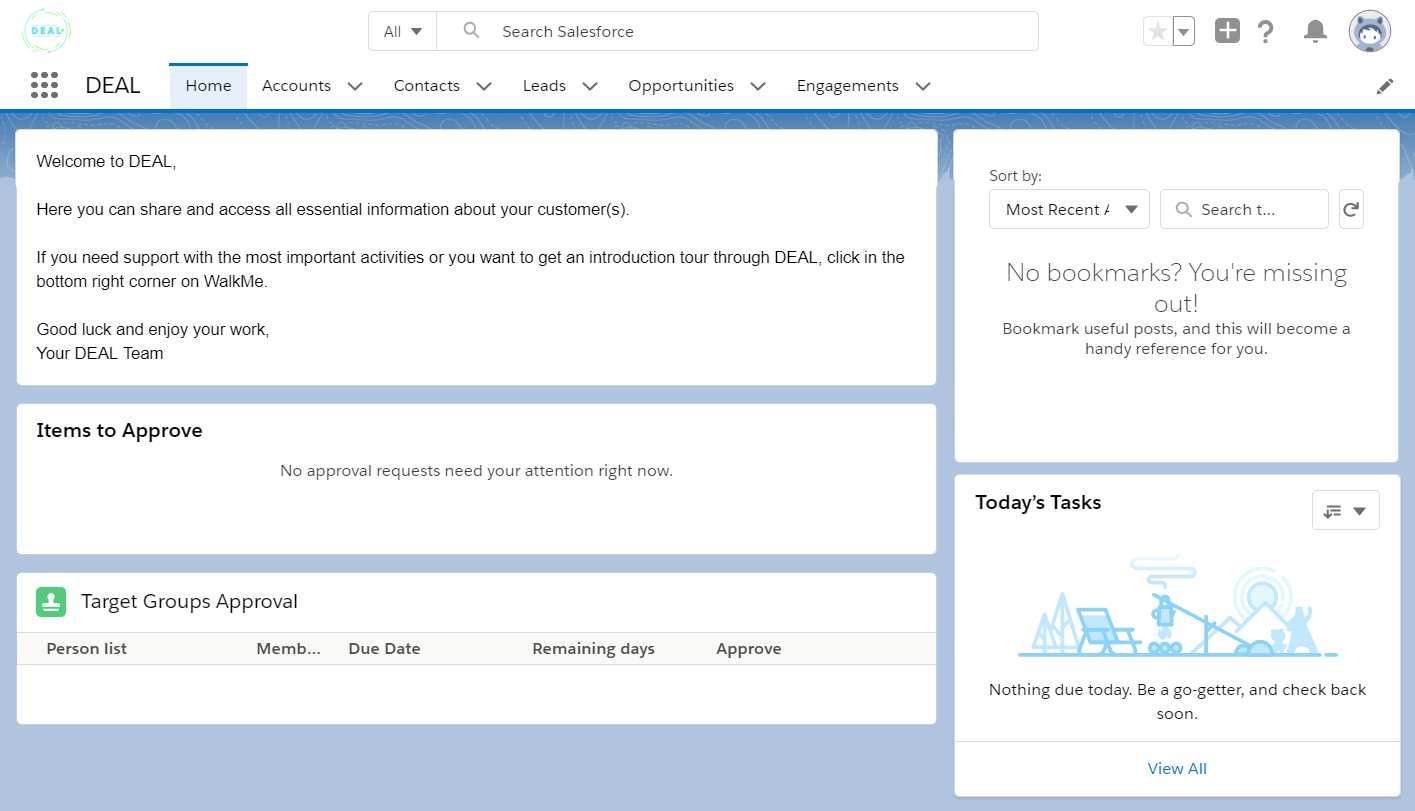 DEAL
All
Search Salesforce
DEAL
Home
Accounts
Contacts
Leads
Opportunities
Engagements
Welcome to DEAL,
Here you can share and access all essential information about your customer(s).
If you need support with the most important activities or you want to get an introduction tour through DEAL, click in the
bottom right corner on WalkMe.
Good luck and enjoy your work,
Your DEAL Team
Items to Approve
No approval requests need your attention right now.
Target Groups Approval
Person list
Memb...
Due Date
Remaining days
Approve
Sort by:
Most Recent A
Search t...
No bookmarks? You're missing
out!
Bookmark useful posts, and this will become a
handy reference for you.
Today’s Tasks
Nothing due today. Be a go-getter, and check back
soon.
View All